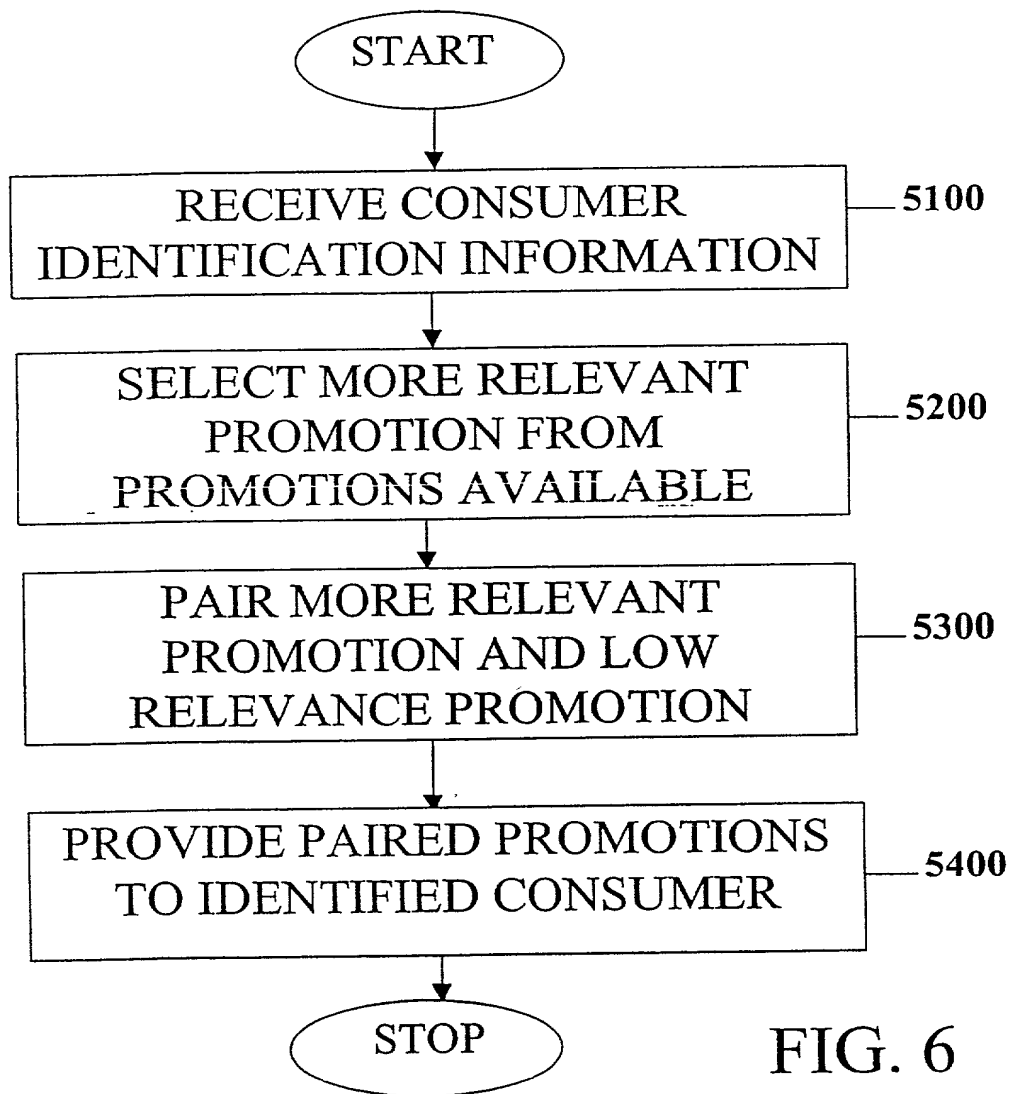 START
RECEIVE CONSUMER
IDENTIFICATION INFORMATION
5100
SELECT MORE RELEVANT
PROMOTION FROM
PROMOTIONS AVAILABLE
5200
PAIR MORE RELEVANT
PROMOTION AND LOW
RELEVANCE PROMOTION
5300
PROVIDE PAIRED PROMOTIONS
TO IDENTIFIED CONSUMER
5400
STOP
FIG. 6